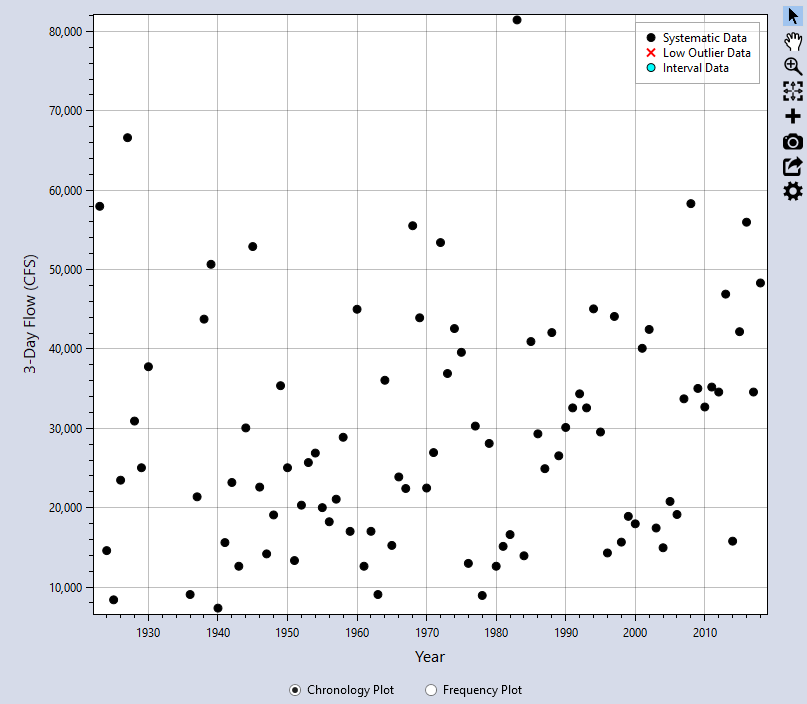 80,000
70,000
60,000
50,000
40,000
30,000
20,000
10,000
3-Day Flow (CFS)
Systematic Data
Low Outlier Data
Interval Data
1930 1940 1950 1960 1970 1980 1990 2000 2010
Year
Chronology Plot Frequency Plot